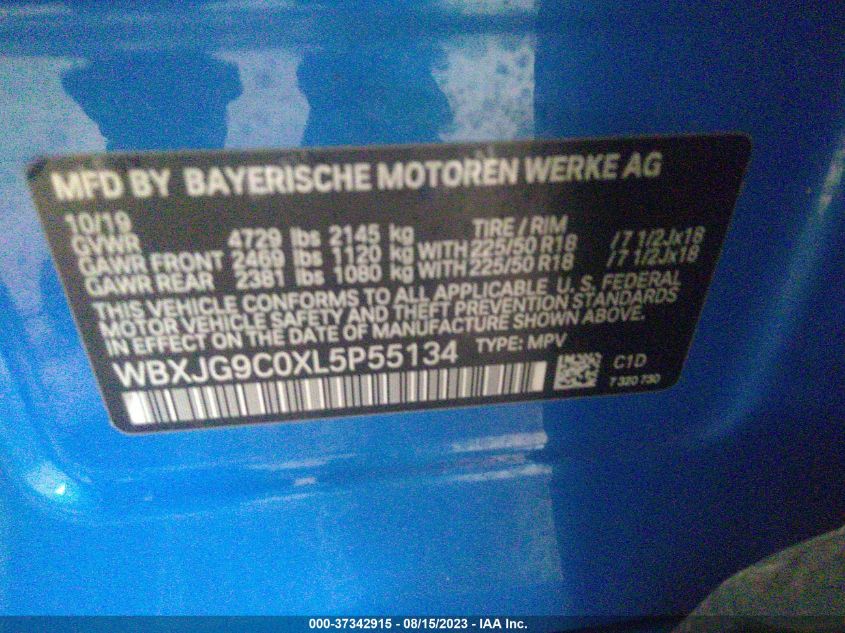 MFD BY BAYERISCHE MOTOREN WERKE AG
10/19 TIRE / RIM
GVWR 4729 lbs 2145 kg
GAWR FRONT 2469 lbs 1120 kg WITH 225/50 R18 /7 1/2Jx18
GAWR REAR 2381 lbs 1080 kg WITH 225/50 R18 /7 1/2Jx18
THIS VEHICLE CONFORMS TO ALL APPLICABLE U. S. FEDERAL
MOTOR VEHICLE SAFETY AND THEFT PREVENTION STANDARDS
IN EFFECT ON THE DATE OF MANUFACTURE SHOWN ABOVE.
WBXJG9C0XL5P55134 TYPE: MPV
C1D
7 320 730
000-37342915 - 08/15/2023 - IAA Inc.